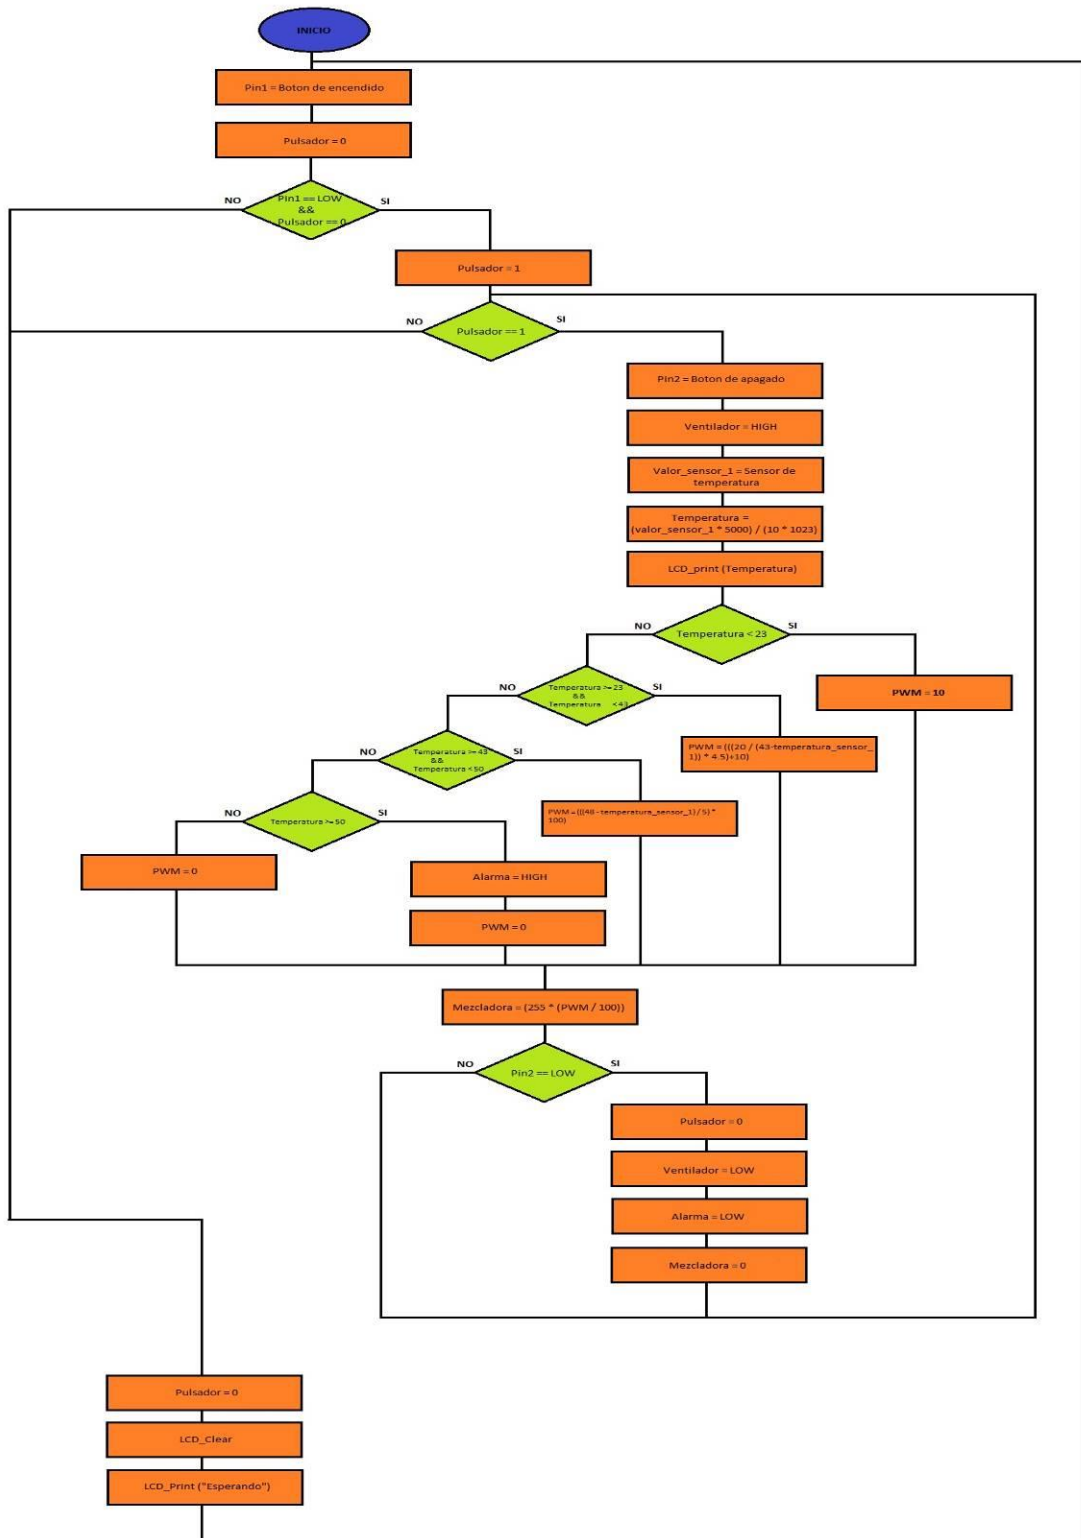 INICIO
Pin1 = Boton de encendido
Pulsador = 0
NO
Pin1 == LOW
&&
Pulsador == 0
SI
Pulsador = 1
NO
Pulsador == 1
SI
Pin2 = Boton de apagado
Ventilador = HIGH
Valor_sensor_1 = Sensor de
temperatura
Temperatura =
(valor_sensor_1 * 5000) / (10 * 1023)
LCD_print (Temperatura)
NO
Temperatura < 23
SI
NO
Temperatura >= 23
&&
Temperatura < 43
SI
PWM = 10
NO
Temperatura >= 43
&&
Temperatura < 50
SI
PWM = (((20 / (43-temperatura_sensor_
1)) * 4.5)+10)
NO
Temperatura >= 50
SI
PWM = (((48 - temperatura_sensor_1) / 5) *
100)
PWM = 0
Alarma = HIGH
PWM = 0
Mezcladora = (255 * (PWM / 100))
NO
Pin2 == LOW
SI
Pulsador = 0
Ventilador = LOW
Alarma = LOW
Mezcladora = 0
Pulsador = 0
LCD_Clear
LCD_Print ("Esperando")